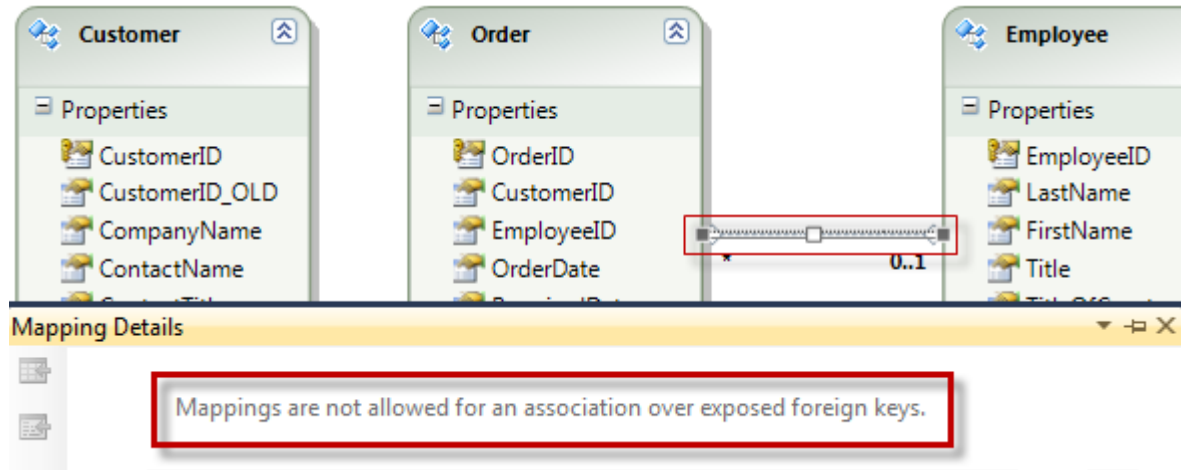 Customer
Properties
CustomerID
CustomerID_OLD
CompanyName
ContactName
Order
Properties
OrderID
CustomerID
EmployeeID
OrderDate
* 0..1
Employee
Properties
EmployeeID
LastName
FirstName
Title
Mapping Details
Mappings are not allowed for an association over exposed foreign keys.